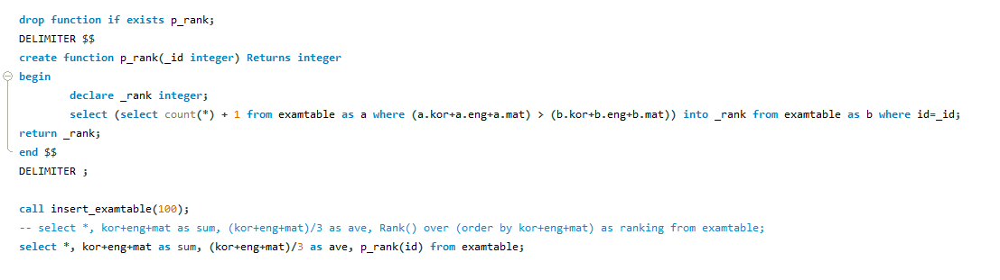 drop function if exists p_rank;
DELIMITER $$
create function p_rank(_id integer) Returns integer
begin
declare _rank integer;
select (select count(*) + 1 from examtable as a where (a.kor+a.eng+a.mat) > (b.kor+b.eng+b.mat)) into _rank from examtable as b where id=_id;
return _rank;
end $$
DELIMITER ;
call insert_examtable(100);
-- select *, kor+eng+mat as sum, (kor+eng+mat)/3 as ave, Rank() over (order by kor+eng+mat) as ranking from examtable;
select *, kor+eng+mat as sum, (kor+eng+mat)/3 as ave, p_rank(id) from examtable;